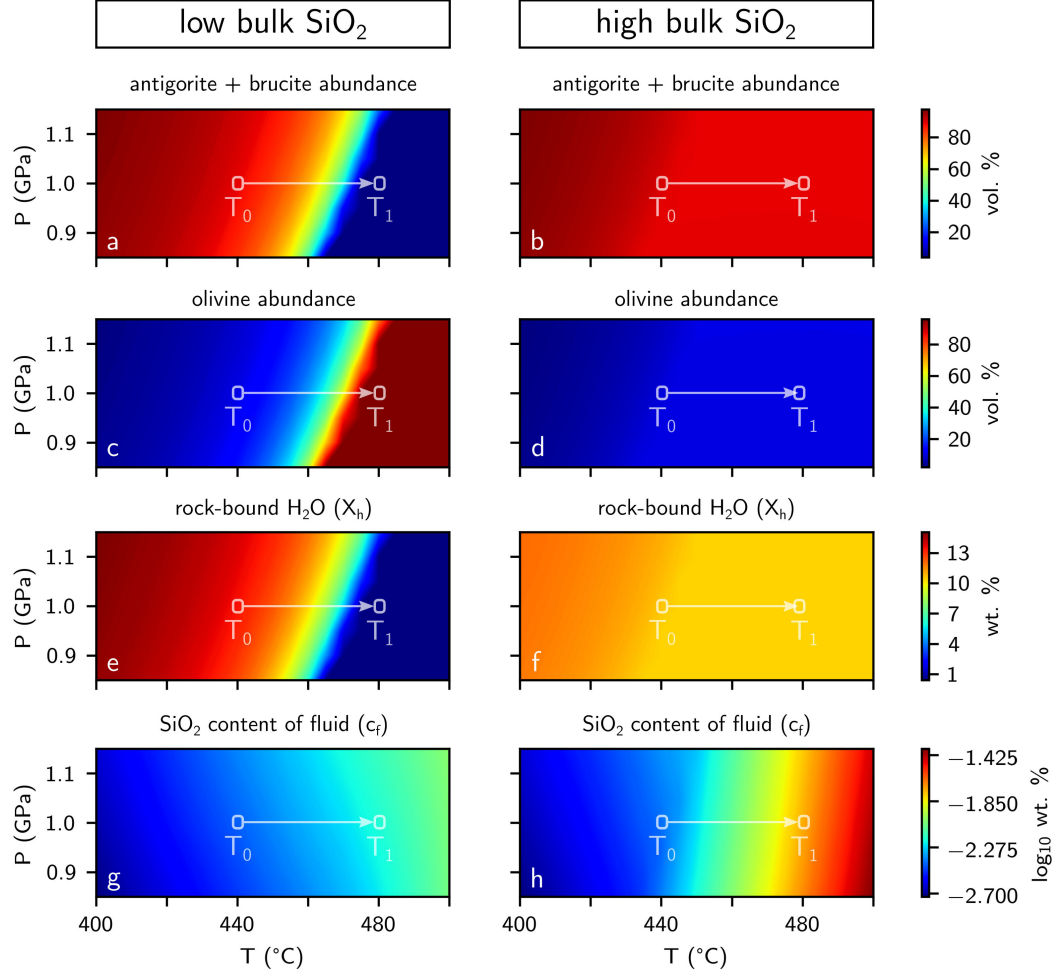 low bulk SiO₂
high bulk SiO₂
antigorite + brucite abundance
antigorite + brucite abundance
P (GPa)
1.1
1.0
0.9
T₀
T₁
a
T₀
T₁
b
80
60
40
20
vol. %
olivine abundance
olivine abundance
P (GPa)
1.1
1.0
0.9
T₀
T₁
c
T₀
T₁
d
80
60
40
20
vol. %
rock-bound H₂O (Xₕ)
rock-bound H₂O (Xₕ)
P (GPa)
1.1
1.0
0.9
T₀
T₁
e
T₀
T₁
f
13
10
7
4
1
wt. %
SiO₂ content of fluid (c_f)
SiO₂ content of fluid (c_f)
P (GPa)
1.1
1.0
0.9
T₀
T₁
g
T₀
T₁
h
−1.425
−1.850
−2.275
−2.700
log₁₀ wt. %
400 440 480
T (°C)
400 440 480
T (°C)